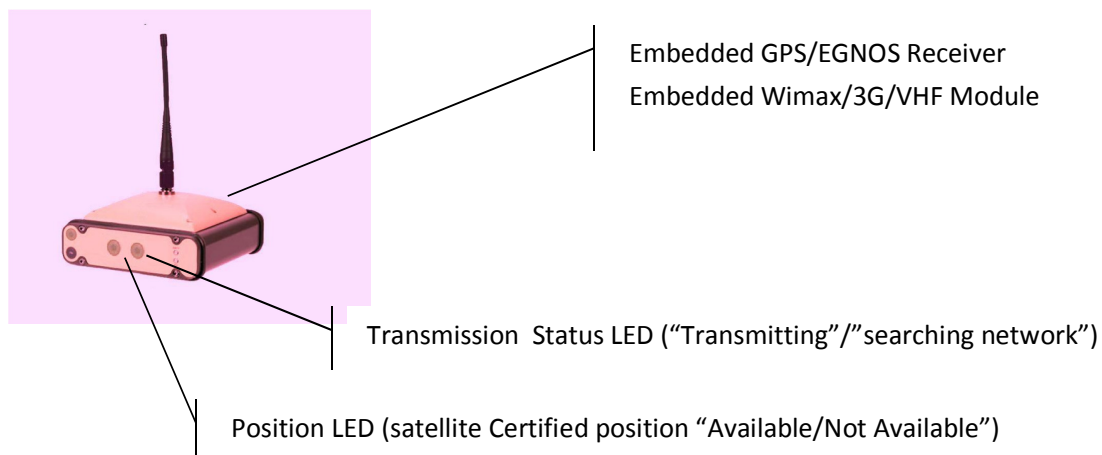 Embedded GPS/EGNOS Receiver
Embedded Wimax/3G/VHF Module
Transmission  Status LED (“Transmitting”/”searching network”)
Position LED (satellite Certified position “Available/Not Available”)